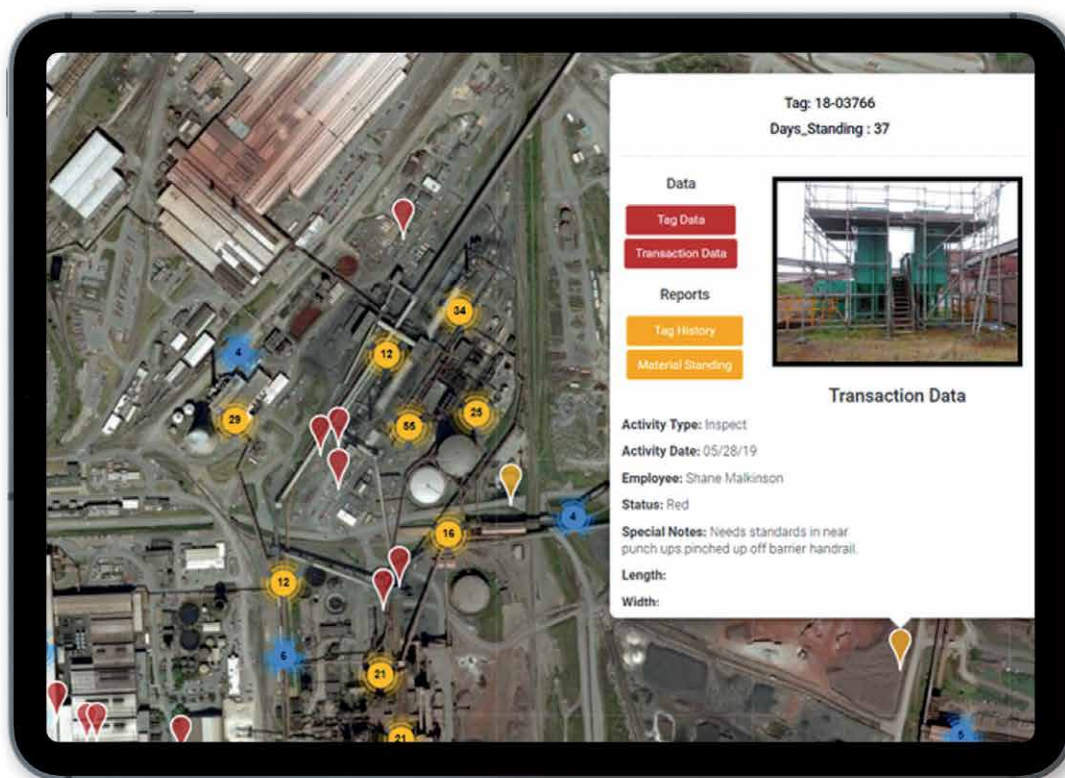 Tag: 18-03766
Days_Standing : 37
Data
Tag Data
Transaction Data
Reports
Tag History
Material Standing
Transaction Data
Activity Type: Inspect
Activity Date: 05/28/19
Employee: Shane Malkinson
Status: Red
Special Notes: Needs standards in near
punch ups pinched up off barrier handrail.
Length:
Width:
34
12
4
29
55
25
4
16
12
6
21
21
5